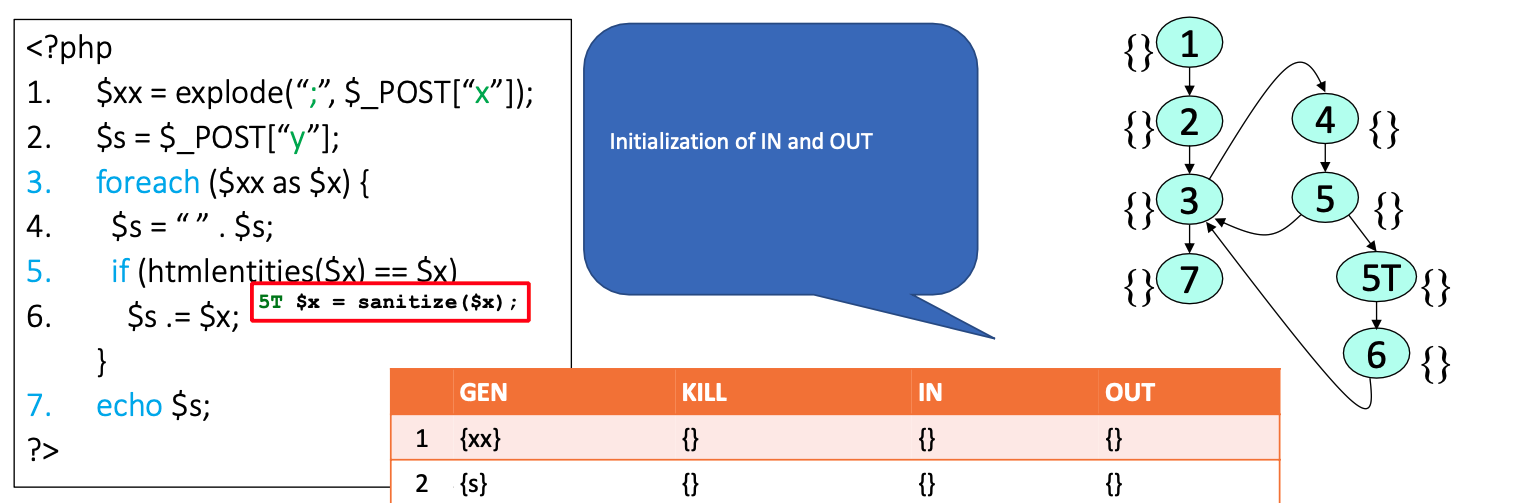 <?php
1. $xx = explode(“;”, $_POST[“x”]);
2. $s = $_POST[“y”];
3. foreach ($xx as $x) {
4. $s = “ ” . $s;
5. if (htmlentities($x) == $x)
5T $x = sanitize($x);
6. $s .= $x;
}
7. echo $s;
?>
Initialization of IN and OUT
{} 1
{} 2
{} 3
{} 7
4 {}
5 {}
5T {}
6 {}
GEN KILL IN OUT
1 {xx} {} {} {}
2 {s} {} {} {}